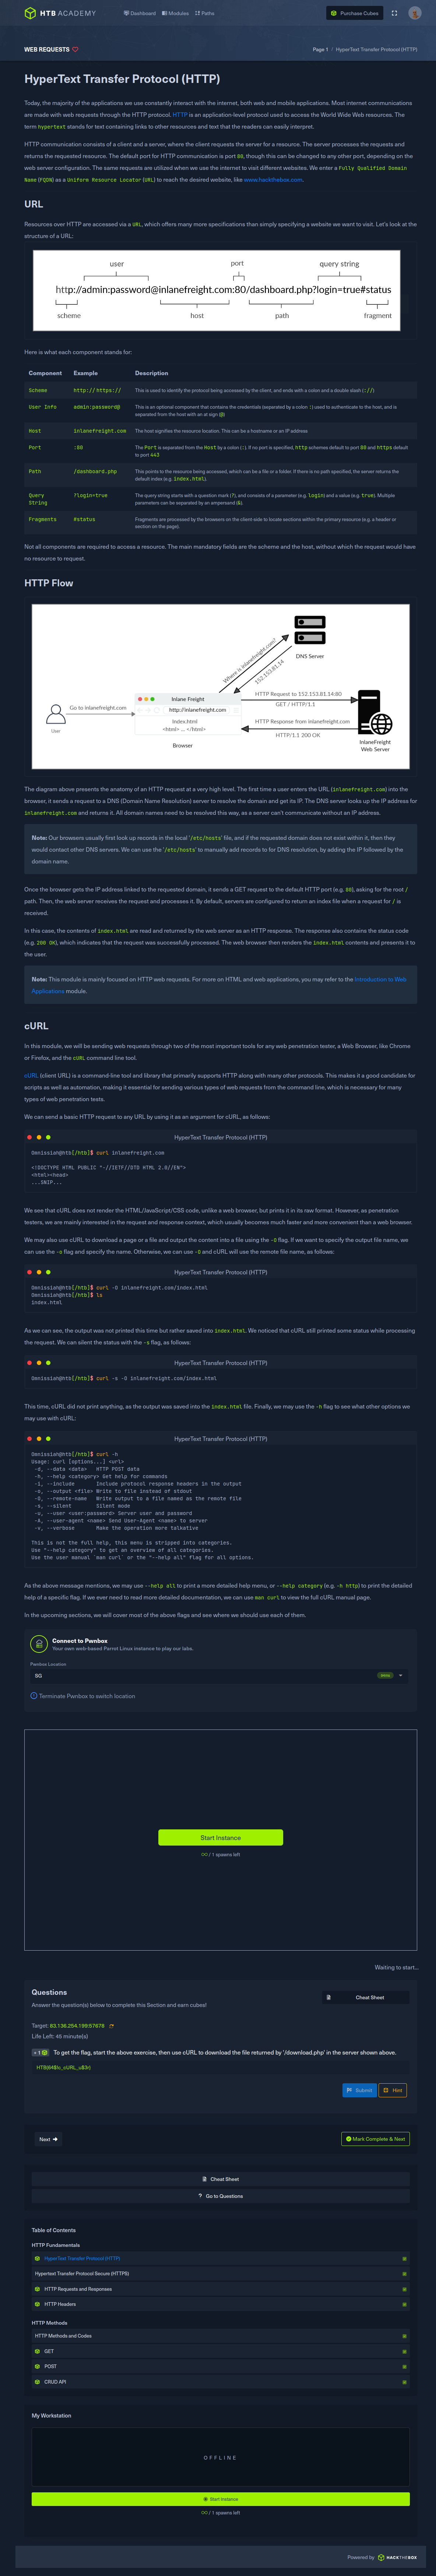 HTB ACADEMY
Dashboard
Modules
Paths
Purchase Cubes
WEB REQUESTS
Page 1 / HyperText Transfer Protocol (HTTP)
HyperText Transfer Protocol (HTTP)
Today, the majority of the applications we use constantly interact with the internet, both web and mobile applications. Most internet communications
are made with web requests through the HTTP protocol. HTTP is an application-level protocol used to access the World Wide Web resources. The
term hypertext stands for text containing links to other resources and text that the readers can easily interpret.
HTTP communication consists of a client and a server, where the client requests the server for a resource. The server processes the requests and
returns the requested resource. The default port for HTTP communication is port 80, though this can be changed to any other port, depending on the
web server configuration. The same requests are utilized when we use the internet to visit different websites. We enter a Fully Qualified Domain
Name (FQDN) as a Uniform Resource Locator (URL) to reach the desired website, like www.hackthebox.com.
URL
Resources over HTTP are accessed via a URL, which offers many more specifications than simply specifying a website we want to visit. Let's look at the
structure of a URL:
user
port
query string
http://admin:password@inlanefreight.com:80/dashboard.php?login=true#status
scheme
host
path
fragment
Here is what each component stands for:
Component Example Description
Scheme http:// https:// This is used to identify the protocol being accessed by the client, and ends with a colon and a double slash (://)
User Info admin:password@ This is an optional component that contains the credentials (separated by a colon :) used to authenticate to the host, and is
separated from the host with an at sign (@)
Host inlanefreight.com The host signifies the resource location. This can be a hostname or an IP address
Port :80 The Port is separated from the Host by a colon (:). If no port is specified, http schemes default to port 80 and https default
to port 443
Path /dashboard.php This points to the resource being accessed, which can be a file or a folder. If there is no path specified, the server returns the
default index (e.g. index.html).
Query String ?login=true The query string starts with a question mark (?), and consists of a parameter (e.g. login) and a value (e.g. true). Multiple
parameters can be separated by an ampersand (&).
Fragments #status Fragments are processed by the browsers on the client-side to locate sections within the primary resource (e.g. a header or
section on the page).
Not all components are required to access a resource. The main mandatory fields are the scheme and the host, without which the request would have
no resource to request.
HTTP Flow
DNS Server
Where is inlanefreight.com?
152.153.81.14
User
Go to inlanefreight.com
Inlane Freight
http://inlanefreight.com
Index.html
<html> ... </html>
Browser
HTTP Request to 152.153.81.14:80
GET / HTTP/1.1
HTTP Response from inlanefreight.com
HTTP/1.1 200 OK
InlaneFreight
Web Server
The diagram above presents the anatomy of an HTTP request at a very high level. The first time a user enters the URL (inlanefreight.com) into the
browser, it sends a request to a DNS (Domain Name Resolution) server to resolve the domain and get its IP. The DNS server looks up the IP address for
inlanefreight.com and returns it. All domain names need to be resolved this way, as a server can't communicate without an IP address.
Note: Our browsers usually first look up records in the local '/etc/hosts' file, and if the requested domain does not exist within it, then they
would contact other DNS servers. We can use the '/etc/hosts' to manually add records to for DNS resolution, by adding the IP followed by the
domain name.
Once the browser gets the IP address linked to the requested domain, it sends a GET request to the default HTTP port (e.g. 80), asking for the root /
path. Then, the web server receives the request and processes it. By default, servers are configured to return an index file when a request for / is
received.
In this case, the contents of index.html are read and returned by the web server as an HTTP response. The response also contains the status code
(e.g. 200 OK), which indicates that the request was successfully processed. The web browser then renders the index.html contents and presents it to
the user.
Note: This module is mainly focused on HTTP web requests. For more on HTML and web applications, you may refer to the Introduction to Web
Applications module.
cURL
In this module, we will be sending web requests through two of the most important tools for any web penetration tester, a Web Browser, like Chrome
or Firefox, and the cURL command line tool.
cURL (client URL) is a command-line tool and library that primarily supports HTTP along with many other protocols. This makes it a good candidate for
scripts as well as automation, making it essential for sending various types of web requests from the command line, which is necessary for many
types of web penetration tests.
We can send a basic HTTP request to any URL by using it as an argument for cURL, as follows:
HyperText Transfer Protocol (HTTP)
Omnissiah@htb[/htb]$ curl inlanefreight.com
<!DOCTYPE HTML PUBLIC "-//IETF//DTD HTML 2.0//EN">
<html><head>
...SNIP...
We see that cURL does not render the HTML/JavaScript/CSS code, unlike a web browser, but prints it in its raw format. However, as penetration
testers, we are mainly interested in the request and response context, which usually becomes much faster and more convenient than a web browser.
We may also use cURL to download a page or a file and output the content into a file using the -O flag. If we want to specify the output file name, we
can use the -o flag and specify the name. Otherwise, we can use -O and cURL will use the remote file name, as follows:
HyperText Transfer Protocol (HTTP)
Omnissiah@htb[/htb]$ curl -O inlanefreight.com/index.html
Omnissiah@htb[/htb]$ ls
index.html
As we can see, the output was not printed this time but rather saved into index.html. We noticed that cURL still printed some status while processing
the request. We can silent the status with the -s flag, as follows:
HyperText Transfer Protocol (HTTP)
Omnissiah@htb[/htb]$ curl -s -O inlanefreight.com/index.html
This time, cURL did not print anything, as the output was saved into the index.html file. Finally, we may use the -h flag to see what other options we
may use with cURL:
HyperText Transfer Protocol (HTTP)
Omnissiah@htb[/htb]$ curl -h
Usage: curl [options...] <url>
-d, --data <data> HTTP POST data
-h, --help <category> Get help for commands
-i, --include Include protocol response headers in the output
-o, --output <file> Write to file instead of stdout
-O, --remote-name Write output to a file named as the remote file
-s, --silent Silent mode
-u, --user <user:password> Server user and password
-A, --user-agent <name> Send User-Agent <name> to server
-v, --verbose Make the operation more talkative
This is not the full help, this menu is stripped into categories.
Use "--help category" to get an overview of all categories.
Use the user manual `man curl` or the "--help all" flag for all options.
As the above message mentions, we may use --help all to print a more detailed help menu, or --help category (e.g. -h http) to print the detailed
help of a specific flag. If we ever need to read more detailed documentation, we can use man curl to view the full cURL manual page.
In the upcoming sections, we will cover most of the above flags and see where we should use each of them.
Connect to Pwnbox
Your own web-based Parrot Linux instance to play our labs.
Pwnbox Location
SG
Terminate Pwnbox to switch location
Start Instance
/ 1 spawns left
Waiting to start...
Questions
Answer the question(s) below to complete this Section and earn cubes!
Cheat Sheet
Target: 83.136.254.199:57678
Life Left: 45 minute(s)
+ 1 To get the flag, start the above exercise, then use cURL to download the file returned by '/download.php' in the server shown above.
HTB{64$!c_cURL_u$3r}
Submit
Hint
Next
Mark Complete & Next
Cheat Sheet
? Go to Questions
Table of Contents
HTTP Fundamentals
HyperText Transfer Protocol (HTTP)
Hypertext Transfer Protocol Secure (HTTPS)
HTTP Requests and Responses
HTTP Headers
HTTP Methods
HTTP Methods and Codes
GET
POST
CRUD API
My Workstation
OFFLINE
Start Instance
/ 1 spawns left
Powered by HACKTHEBOX